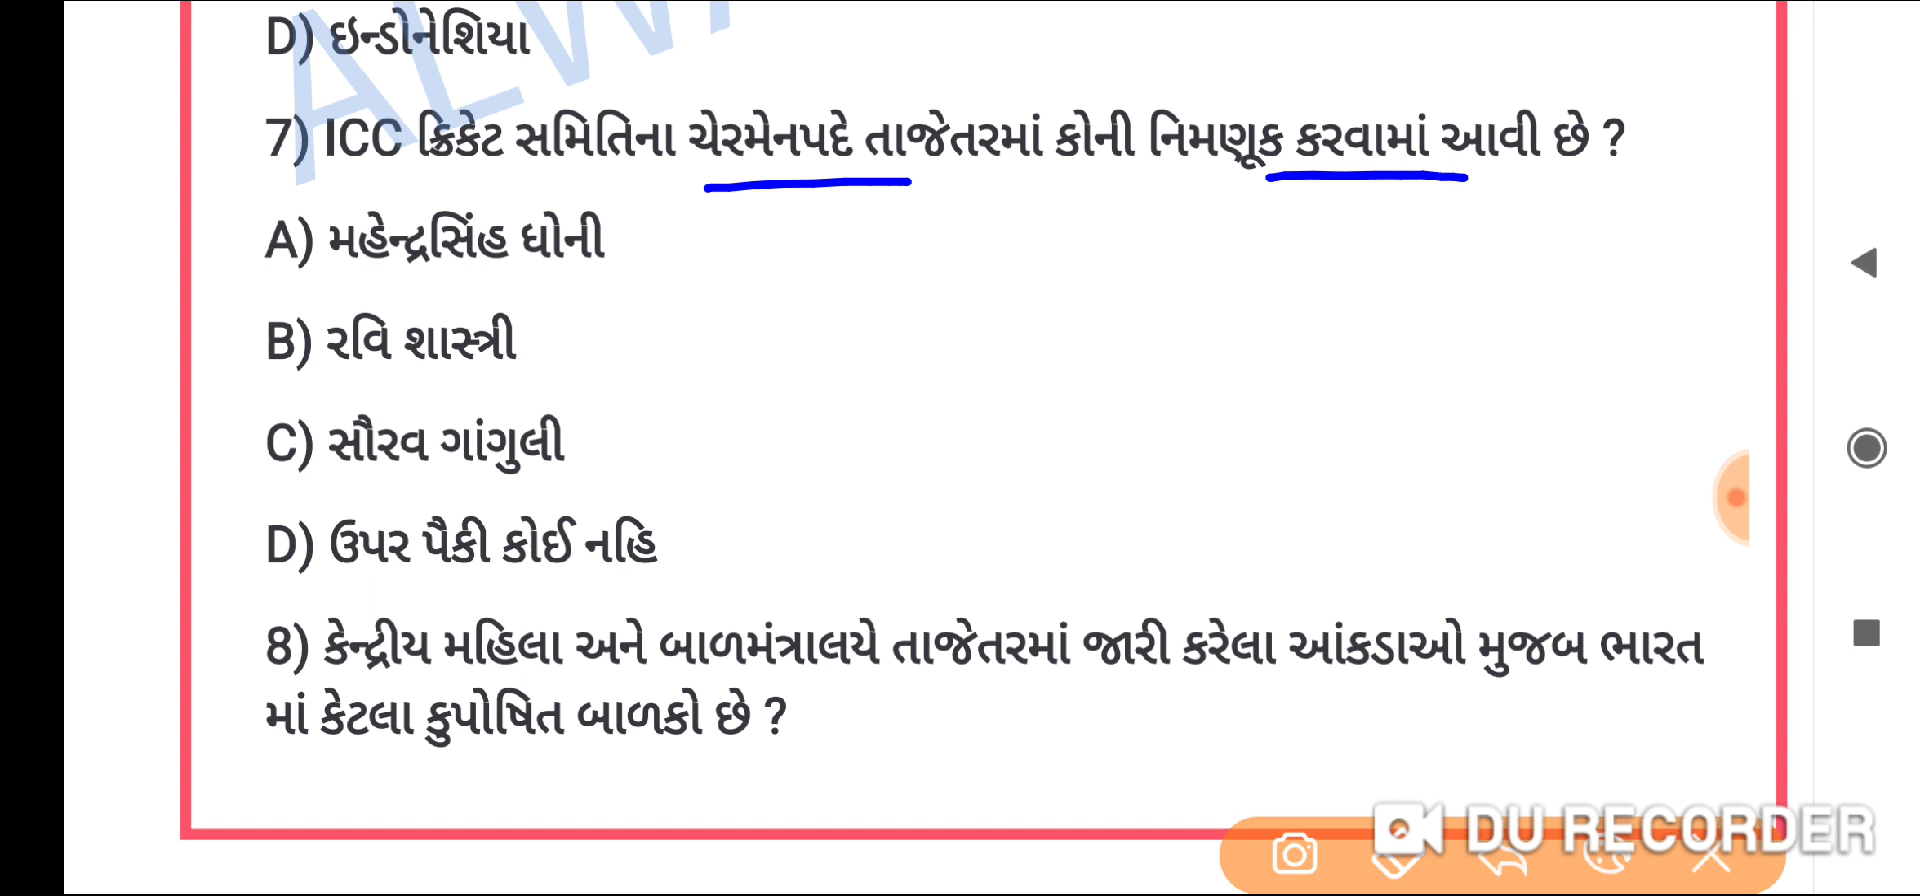 D) ઇન્ડોનેશિયા
7) ICC ક્રિકેટ સમિતિના ચેરમેનપદે તાજેતરમાં કોની નિમણૂક કરવામાં આવી છે ?
A) મહેન્દ્રસિંહ ધોની
B) રવિ શાસ્ત્રી
C) સૌરવ ગાંગુલી
D) ઉપર પૈકી કોઈ નહિ
8) કેન્દ્રીય મહિલા અને બાળમંત્રાલયે તાજેતરમાં જારી કરેલા આંકડાઓ મુજબ ભારત
માં કેટલા કુપોષિત બાળકો છે ?
DU RECORDER